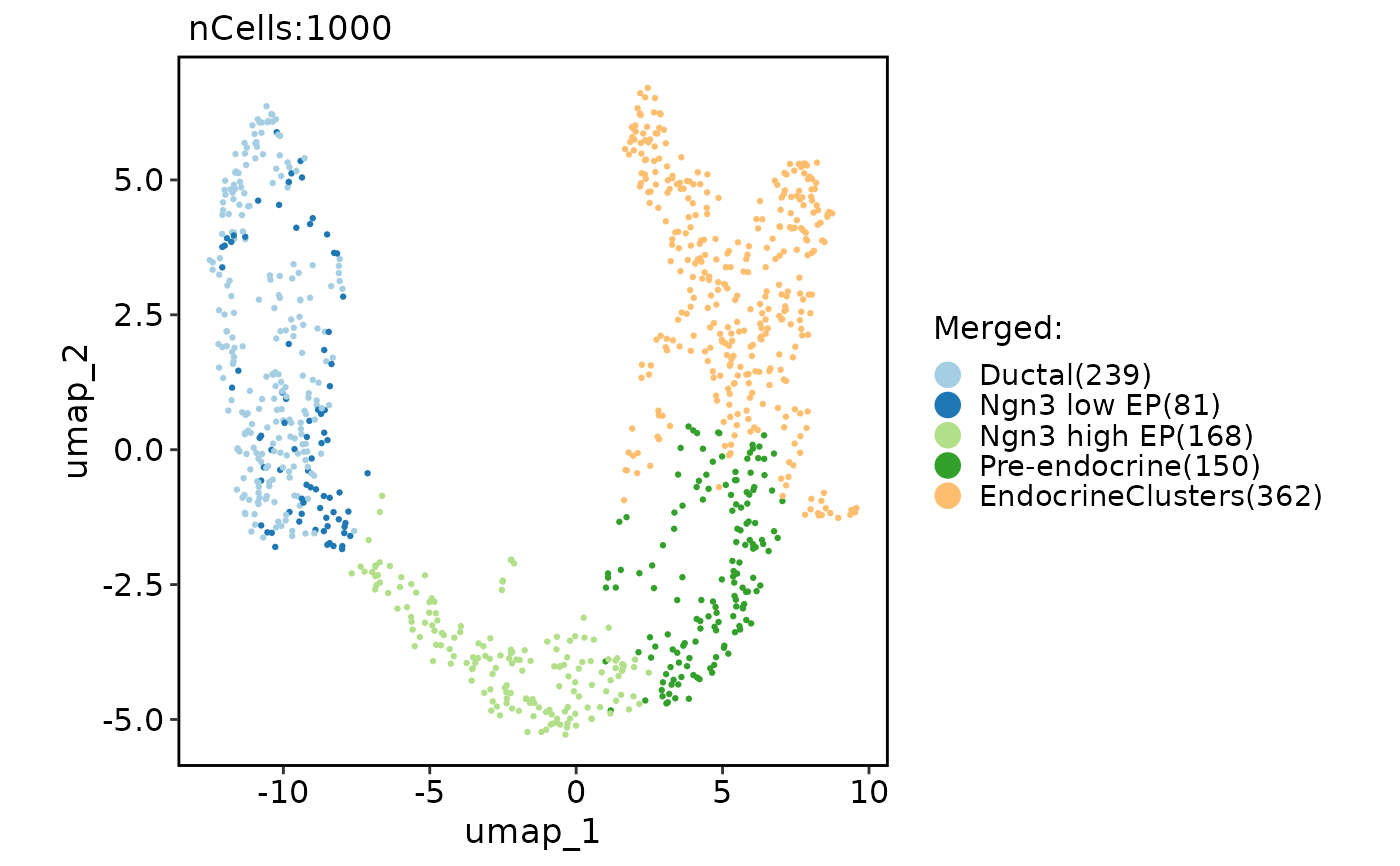 nCells:1000
5.0
2.5
0.0
-2.5
-5.0
umap_2
-10
-5
0
5
10
umap_1
Merged:
Ductal(239)
Ngn3 low EP(81)
Ngn3 high EP(168)
Pre-endocrine(150)
EndocrineClusters(362)